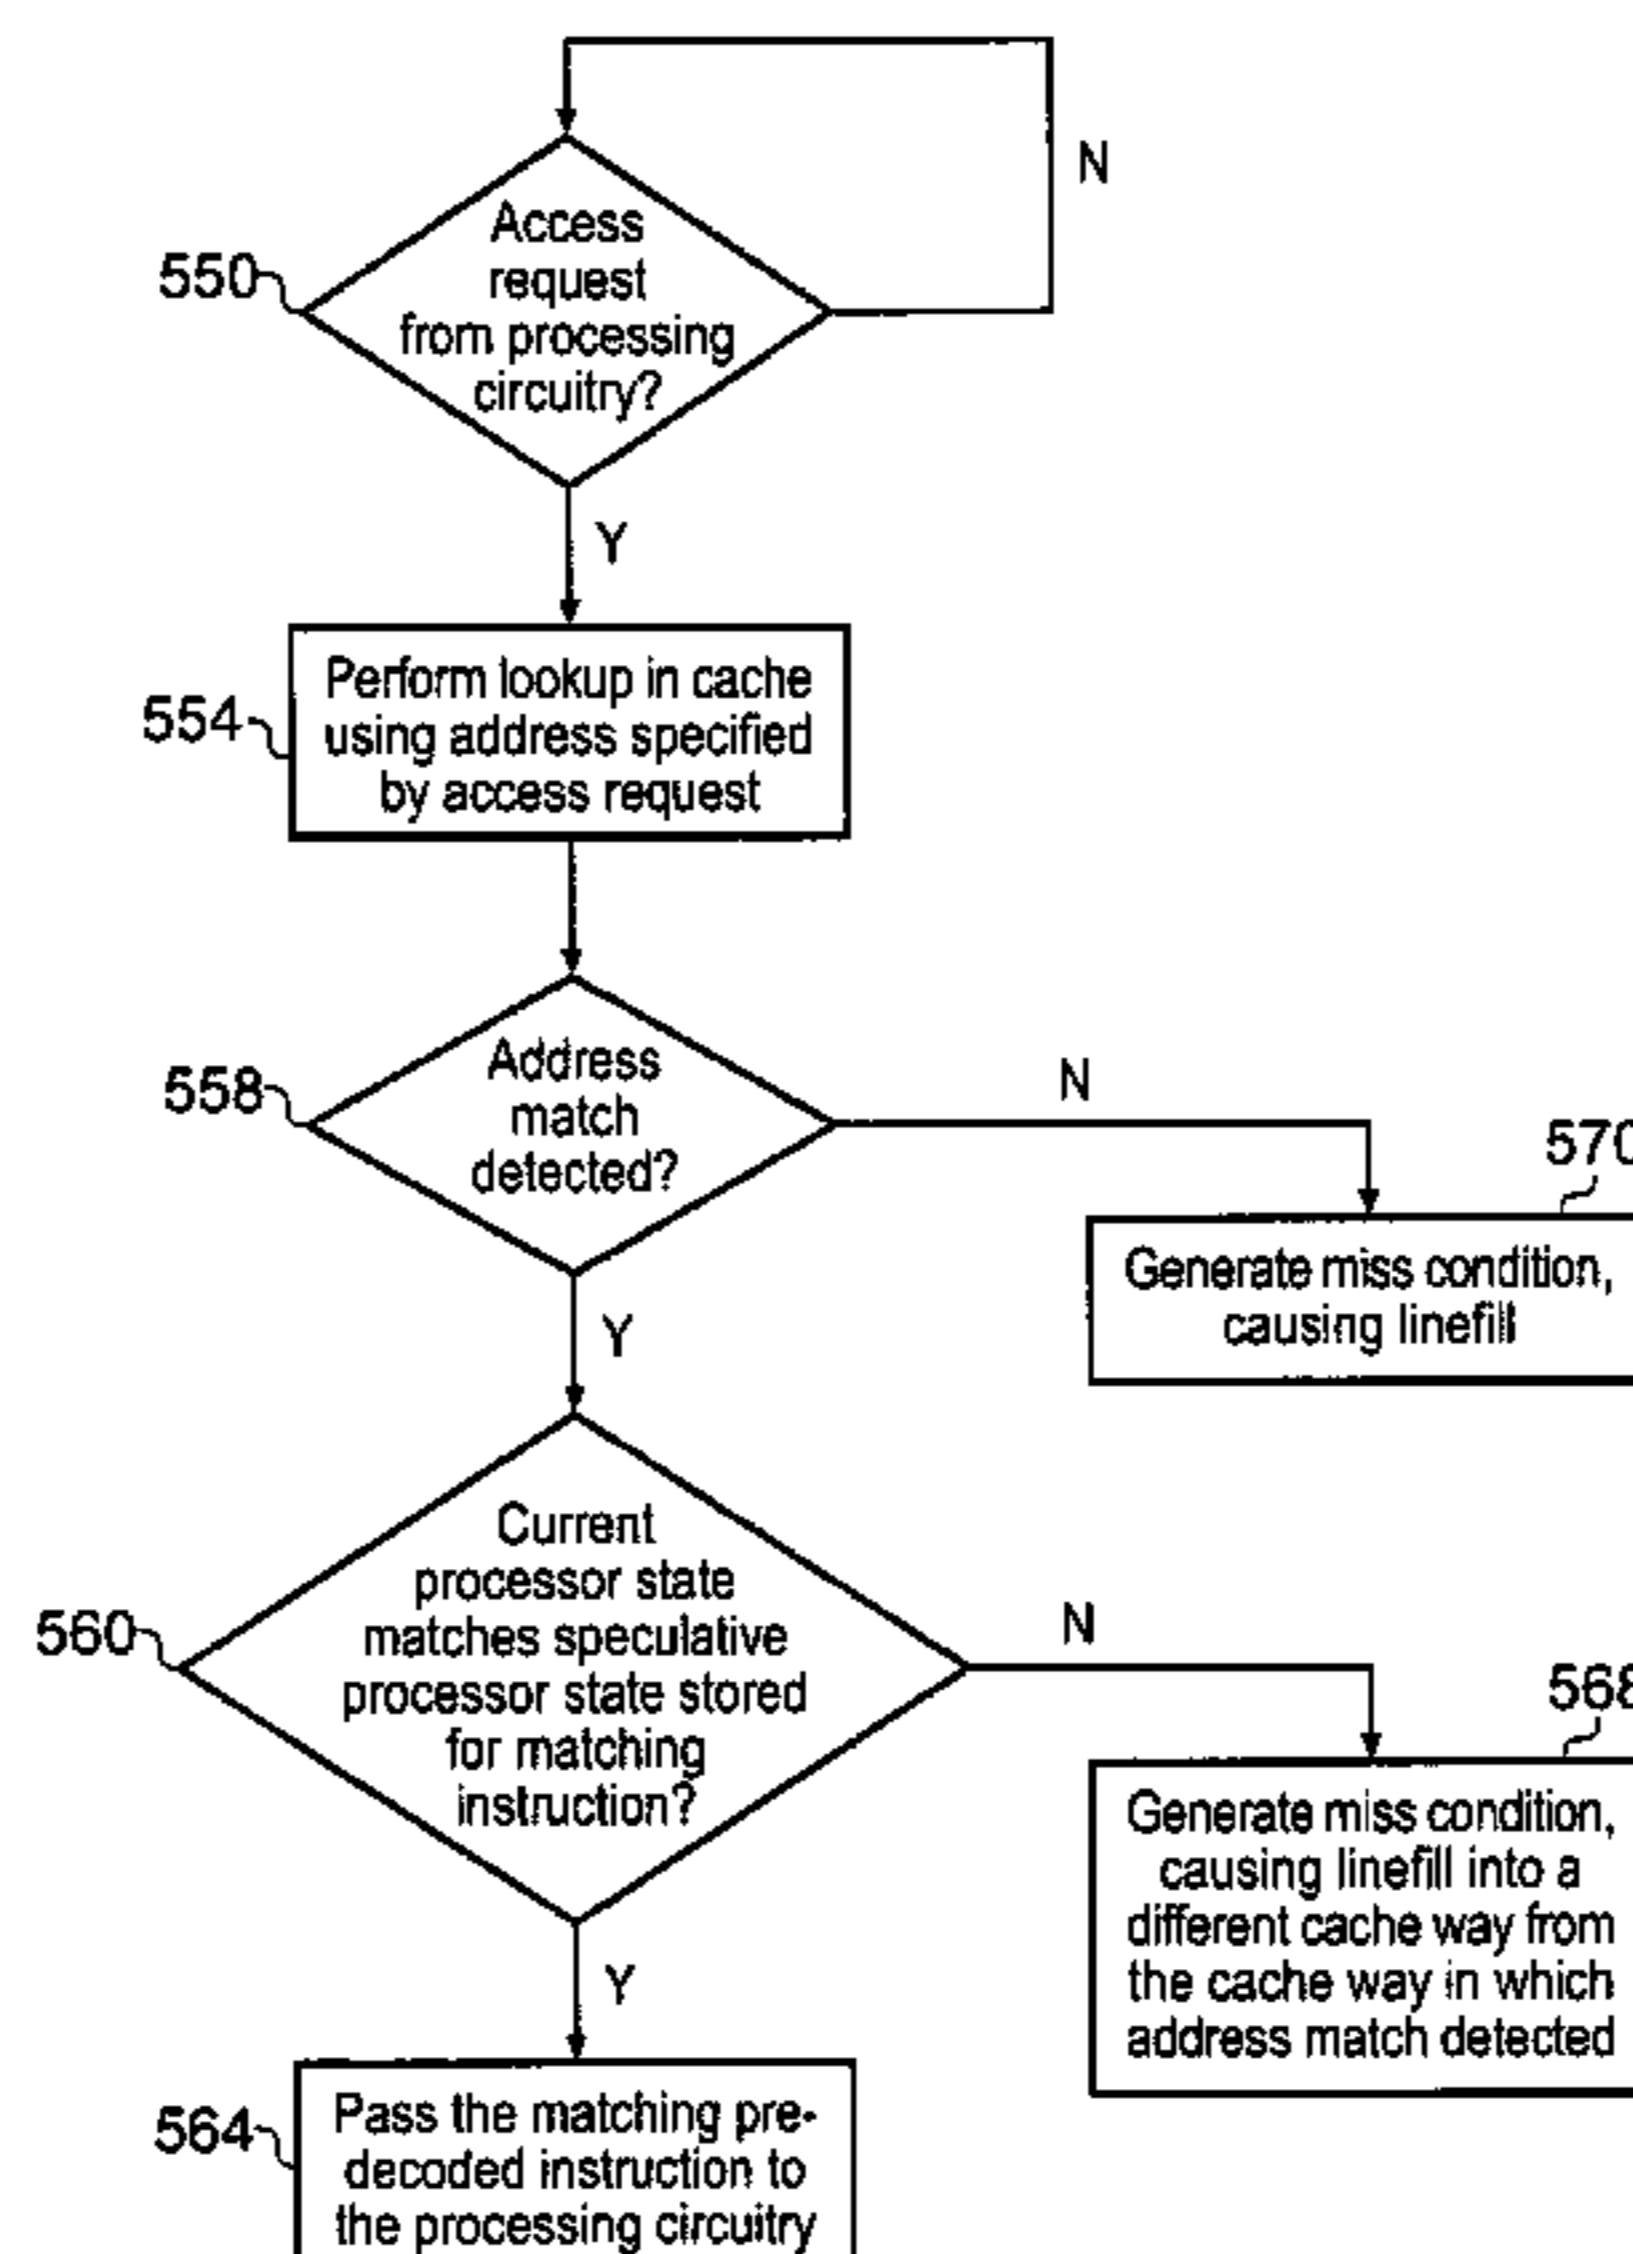 N
Access
request
from processing
circuitry?
550
Y
Perform lookup in cache
using address specified
by access request
554
Address
match
detected?
558
N
570
Generate miss condition,
causing linefill
Y
Current
processor state
matches speculative
processor state stored
for matching
instruction?
560
N
568
Generate miss condition,
causing linefill into a
different cache way from
the cache way in which
address match detected
Y
Pass the matching pre-
decoded instruction to
the processing circuitry
564